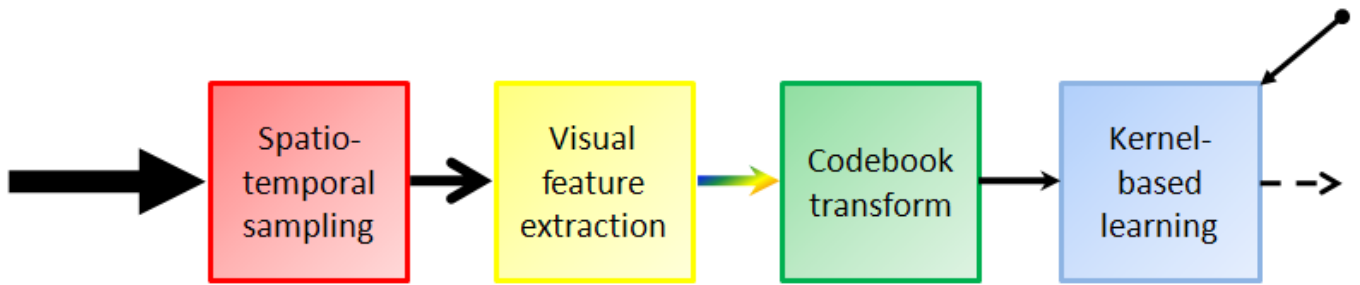 Spatio-
temporal
sampling
Visual
feature
extraction
Codebook
transform
Kernel-
based
learning